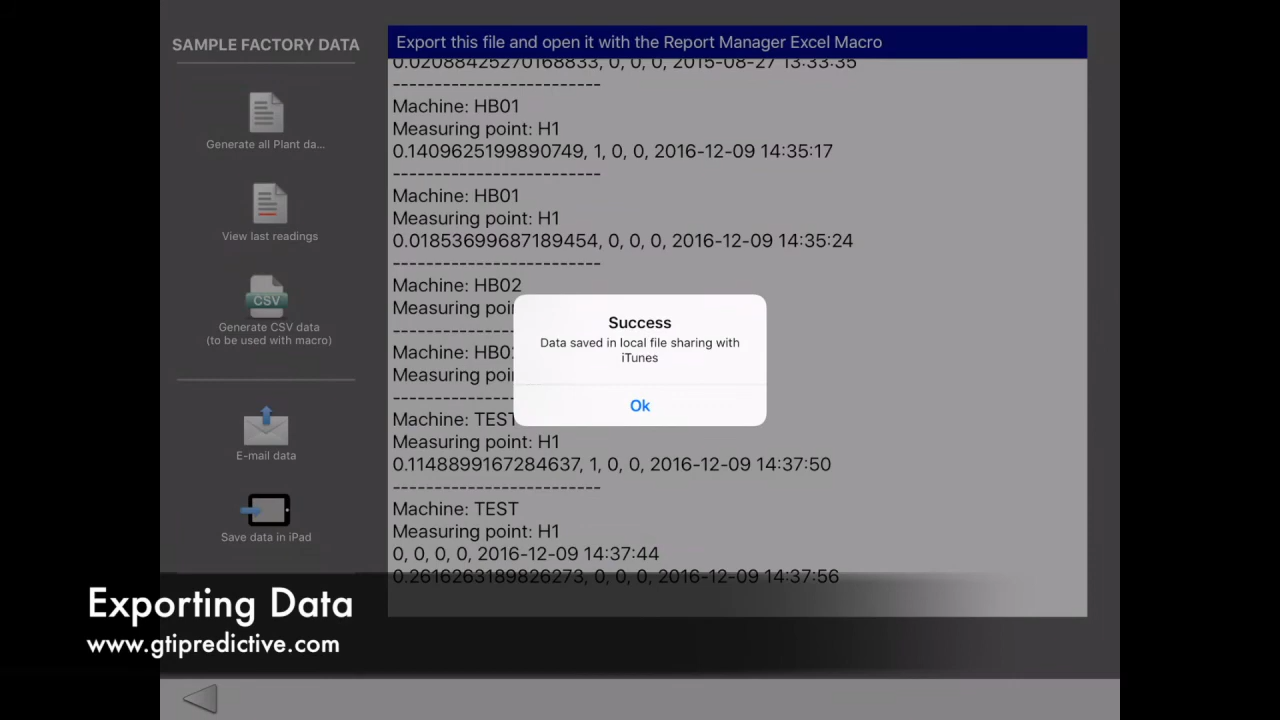 SAMPLE FACTORY DATA
Generate all Plant da...
View last readings
CSV
Generate CSV data
(to be used with macro)
E-mail data
Save data in iPad
Export this file and open it with the Report Manager Excel Macro
0.02088425270168833, 0, 0, 0, 2015-08-27 13:33:35
------------------------
Machine: HB01
Measuring point: H1
0.1409625199890749, 1, 0, 0, 2016-12-09 14:35:17
------------------------
Machine: HB01
Measuring point: H1
0.01853699687189454, 0, 0, 0, 2016-12-09 14:35:24
------------------------
Machine: HB02
Measuring poi
Machine: HB0
Measuring poi
Machine: TEST
Measuring point: H1
0.1148899167284637, 1, 0, 0, 2016-12-09 14:37:50
------------------------
Machine: TEST
Measuring point: H1
0, 0, 0, 0, 2016-12-09 14:37:44
0.2616263189826273, 0, 0, 0, 2016-12-09 14:37:56
Success
Data saved in local file sharing with
iTunes
Ok
Exporting Data
www.gtipredictive.com